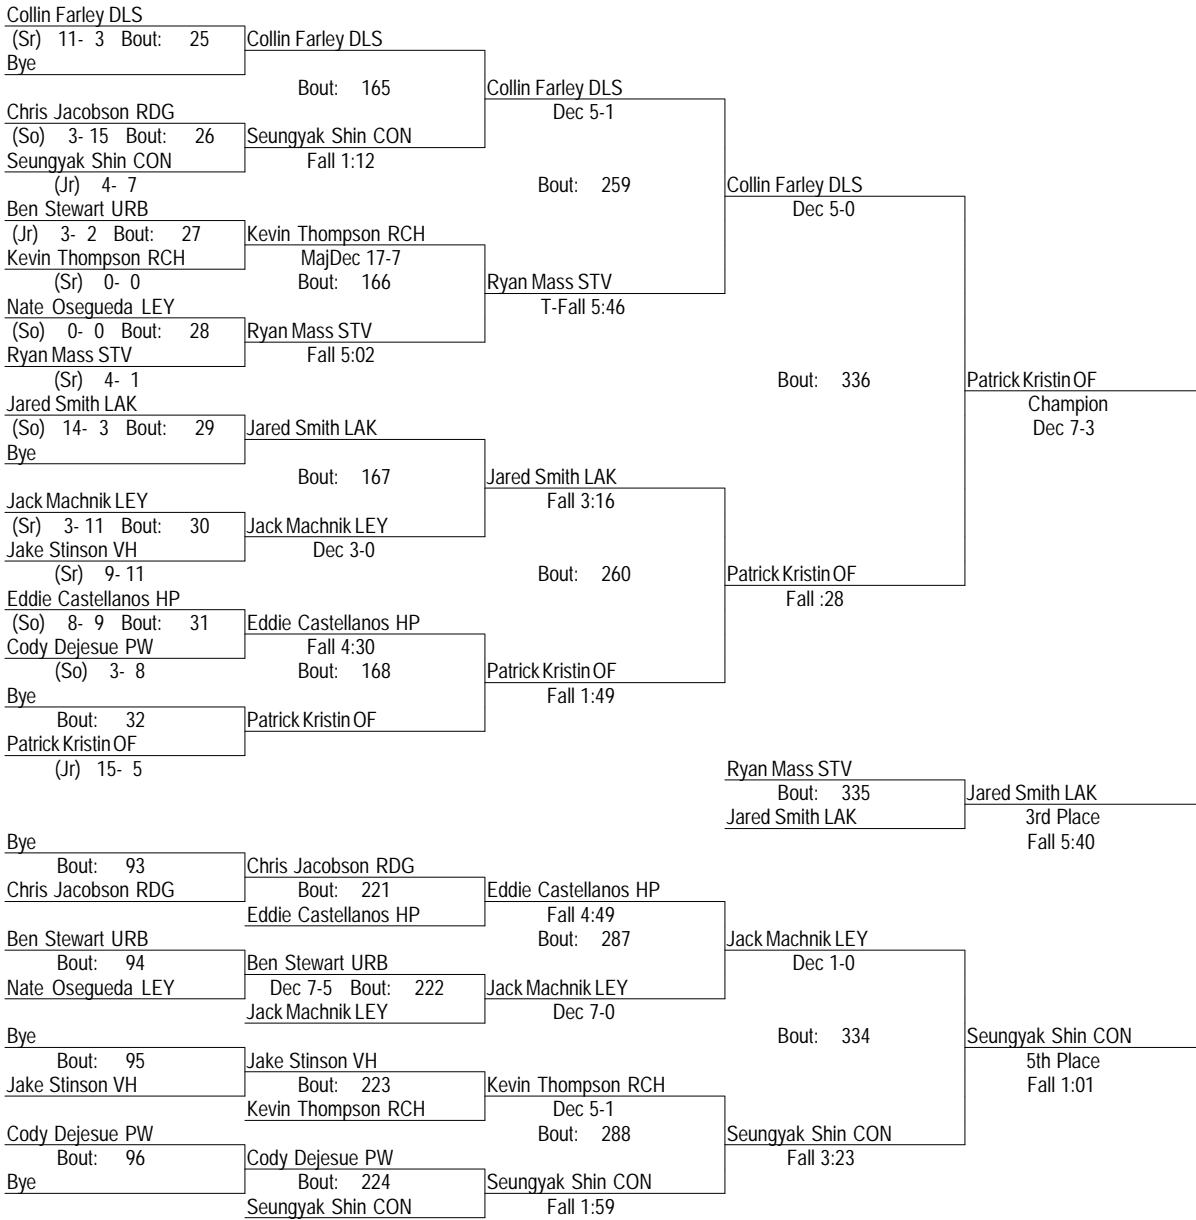 Collin Farley DLS
(Sr) 11- 3 Bout: 25 Collin Farley DLS
Bye
Bout: 165 Collin Farley DLS
Chris Jacobson RDG Dec 5-1
(So) 3- 15 Bout: 26 Seungyak Shin CON
Seungyak Shin CON Fall 1:12
(Jr) 4- 7 Bout: 259 Collin Farley DLS
Ben Stewart URB Dec 5-0
(Jr) 3- 2 Bout: 27 Kevin Thompson RCH
Kevin Thompson RCH MajDec 17-7
(Sr) 0- 0 Bout: 166 Ryan Mass STV
Nate Osegueda LEY T-Fall 5:46
(So) 0- 0 Bout: 28 Ryan Mass STV
Ryan Mass STV Fall 5:02
(Sr) 4- 1 Bout: 336 Patrick Kristin OF
Jared Smith LAK Champion
(So) 14- 3 Bout: 29 Jared Smith LAK Dec 7-3
Bye
Bout: 167 Jared Smith LAK
Jack Machnik LEY Fall 3:16
(Sr) 3- 11 Bout: 30 Jack Machnik LEY
Jake Stinson VH Dec 3-0
(Sr) 9- 11 Bout: 260 Patrick Kristin OF
Eddie Castellanos HP Fall :28
(So) 8- 9 Bout: 31 Eddie Castellanos HP
Cody Dejesue PW Fall 4:30
(So) 3- 8 Bout: 168 Patrick Kristin OF
Bye Fall 1:49
Bout: 32 Patrick Kristin OF
Patrick Kristin OF
(Jr) 15- 5 Ryan Mass STV
Bout: 335 Jared Smith LAK
Jared Smith LAK 3rd Place
Bye Fall 5:40
Bout: 93 Chris Jacobson RDG
Chris Jacobson RDG Bout: 221 Eddie Castellanos HP
Eddie Castellanos HP Fall 4:49
Ben Stewart URB Bout: 287 Jack Machnik LEY
Bout: 94 Ben Stewart URB Dec 1-0
Nate Osegueda LEY Dec 7-5 Bout: 222 Jack Machnik LEY
Jack Machnik LEY Dec 7-0
Bye Bout: 334 Seungyak Shin CON
Bout: 95 Jake Stinson VH 5th Place
Jake Stinson VH Bout: 223 Kevin Thompson RCH Fall 1:01
Kevin Thompson RCH Dec 5-1
Cody Dejesue PW Bout: 288 Seungyak Shin CON
Bout: 96 Cody Dejesue PW Fall 3:23
Bye Bout: 224 Seungyak Shin CON
Seungyak Shin CON Fall 1:59